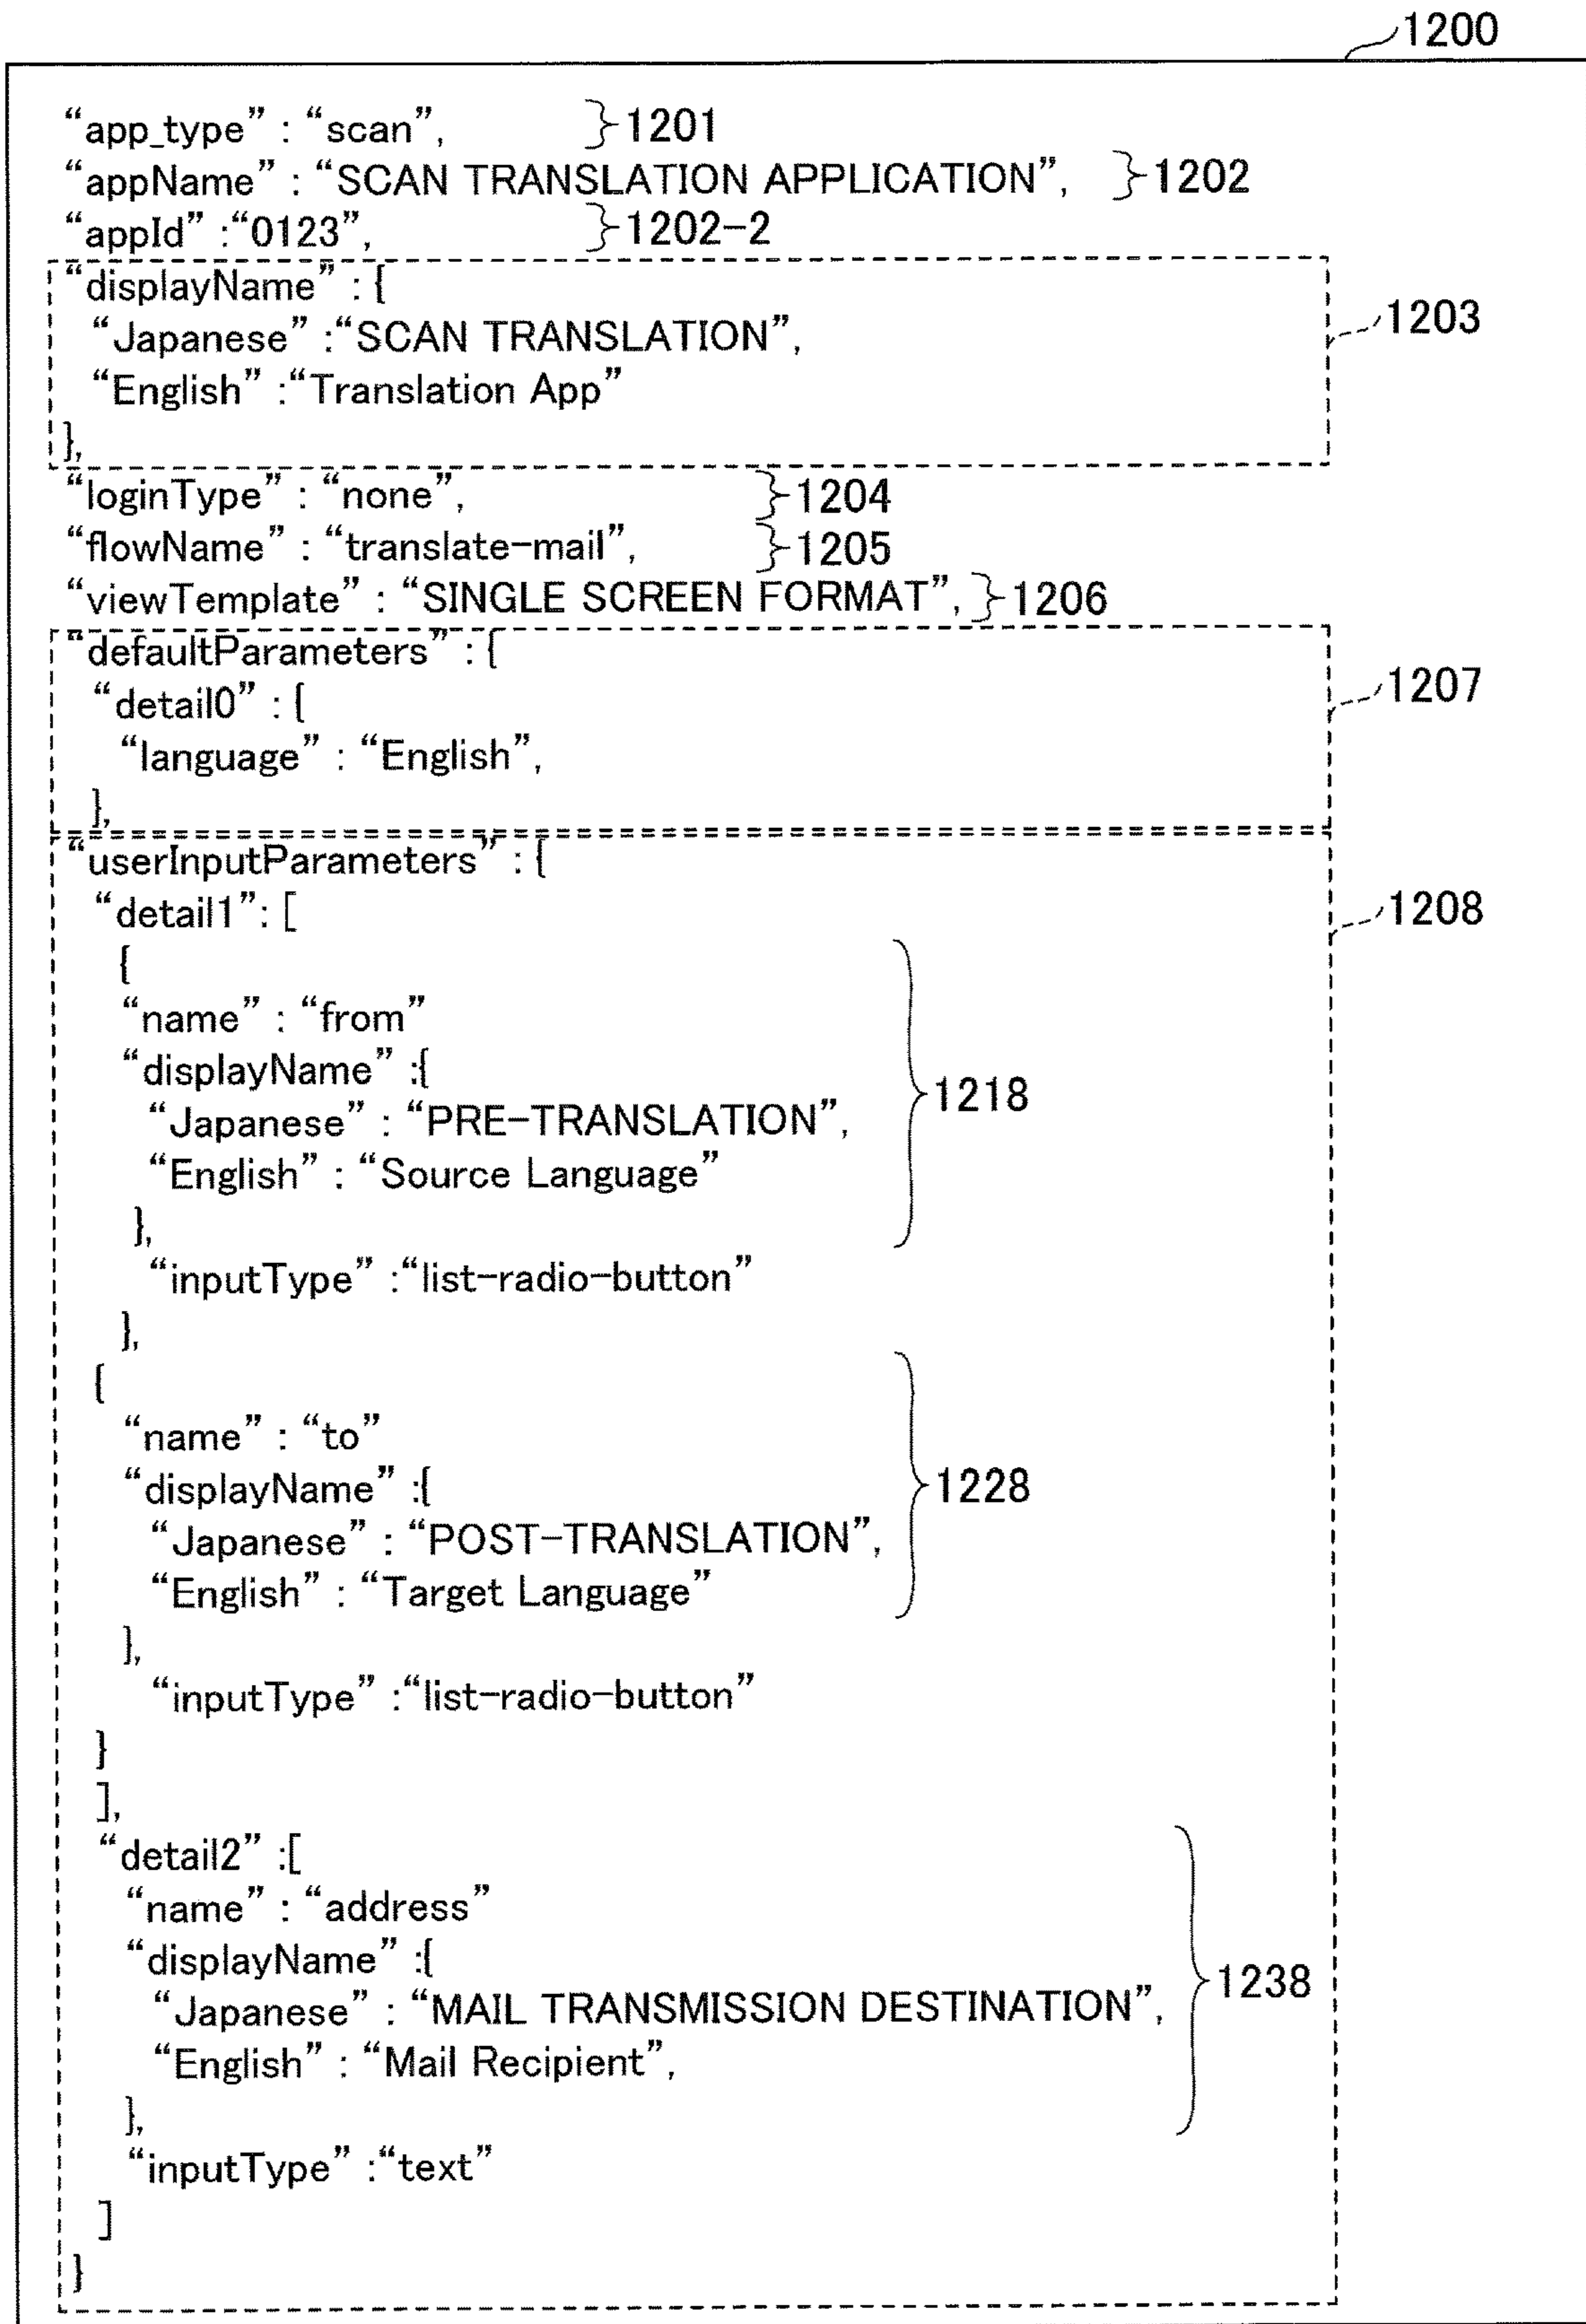 1200
“app_type” : “scan”, }1201
“appName” : “SCAN TRANSLATION APPLICATION”, }1202
“appId” :“0123”, }1202-2
“displayName” : {
“Japanese” :“SCAN TRANSLATION”, 1203
“English” :“Translation App”
},
“loginType” : “none”, }1204
“flowName” : “translate-mail”, }1205
“viewTemplate” : “SINGLE SCREEN FORMAT”, }1206
“defaultParameters” : {
“detail0” : { 1207
“language” : “English”,
},
“userInputParameters” : {
“detail1”: [ 1208
{
“name” : “from”
“displayName” :{
“Japanese” : “PRE-TRANSLATION”, 1218
“English” : “Source Language”
},
“inputType” :“list-radio-button”
},
{
“name” : “to”
“displayName” :{ 1228
“Japanese” : “POST-TRANSLATION”,
“English” : “Target Language”
},
“inputType” :“list-radio-button”
}
],
“detail2” :[
“name” : “address”
“displayName” :{
“Japanese” : “MAIL TRANSMISSION DESTINATION”, 1238
“English” : “Mail Recipient”,
},
“inputType” :“text”
]
}